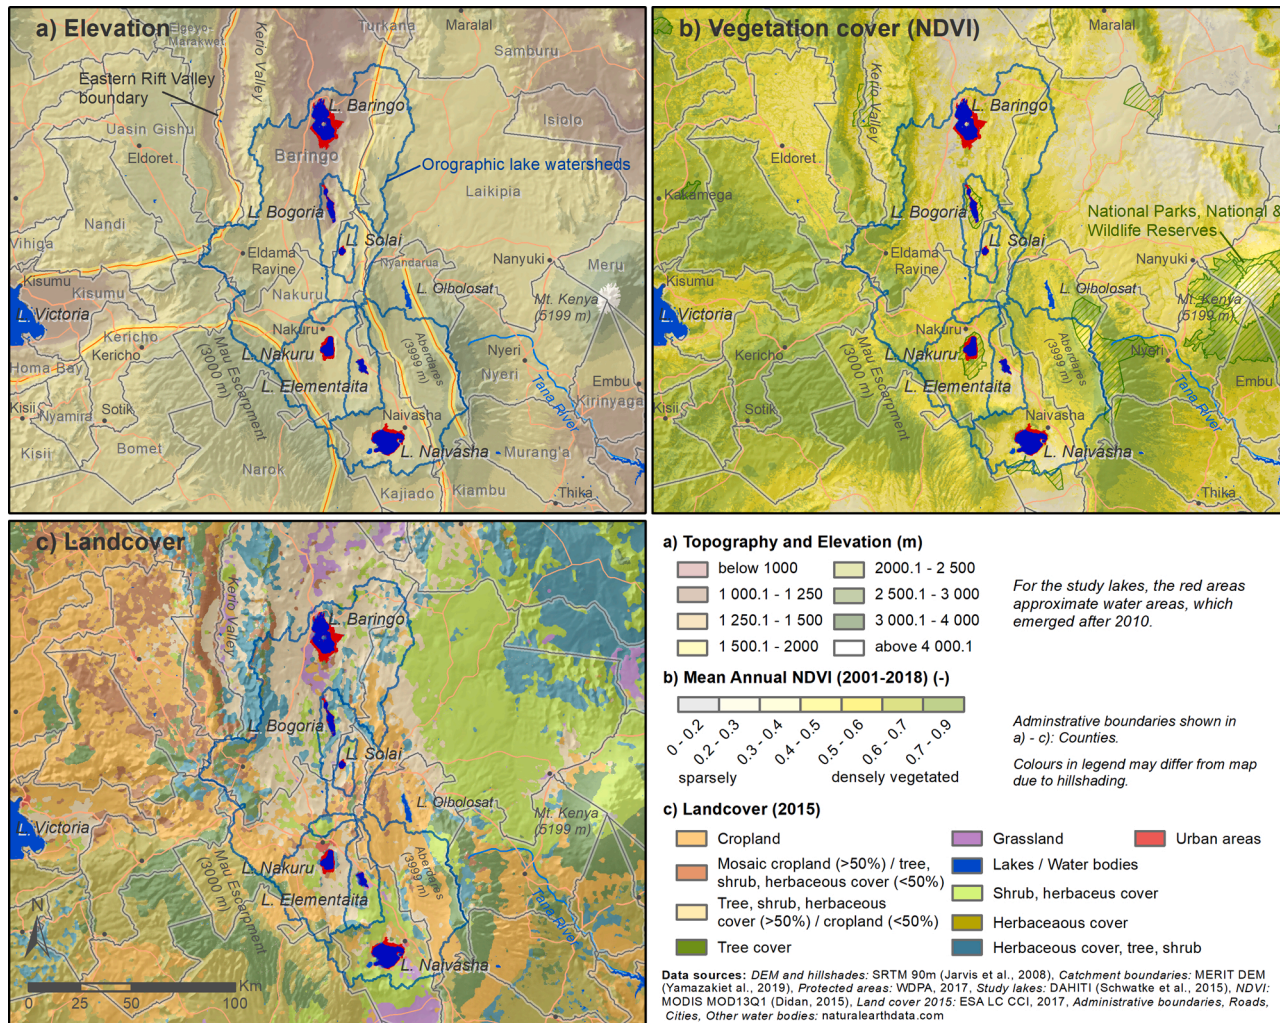 a) Elevation
Elgeyo-
Marakwet
Turkana
Maralal
Samburu
Kerio Valley
Eastern Rift Valley
boundary
L. Baringo
Isiolo
Uasin Gishu
Eldoret
Baringo
Orographic lake watersheds
Laikipia
L. Bogoria
Nandi
Vihiga
L. Solai
Eldama
Ravine
Nyandarua
Nanyuki
Meru
Kisumu
Kisumu
Nakuru
L. Olbolosat
Mt. Kenya
(5199 m)
L. Victoria
Kericho
Kericho
Nakuru
L. Nakuru
Mau Escarpment
(3000 m)
Aberdares
(3999 m)
Nyeri
Nyeri
Homa Bay
L. Elementaita
Embu
Kirinyaga
Tana River
Kisii
Nyamira
Sotik
Naivasha
Kisii
Bomet
L. Naivasha
Murang'a
Narok
Kajiado
Kiambu
Thika
b) Vegetation cover (NDVI)
Maralal
Kerio Valley
L. Baringo
Eldoret
Kakamega
L. Bogoria
National Parks, National &
Wildlife Reserves
L. Solai
Eldama
Ravine
Nanyuki
Kisumu
L. Olbolosat
Mt. Kenya
(5199 m)
L. Victoria
Nakuru
Kericho
L. Nakuru
Mau Escarpment
(3000 m)
Aberdares
(3999 m)
Nyeri
L. Elementaita
Embu
Tana River
Kisii
Sotik
Naivasha
L. Naivasha
Thika
c) Landcover
Kerio Valley
L. Baringo
L. Bogoria
L. Solai
L. Olbolosat
Mt. Kenya
(5199 m)
L. Victoria
L. Nakuru
Mau Escarpment
(3000 m)
Aberdares
(3999 m)
L. Elementaita
Tana River
N
L. Naivasha
Km
0 25 50 100
a) Topography and Elevation (m)
below 1000
2000.1 - 2 500
1 000.1 - 1 250
2 500.1 - 3 000
1 250.1 - 1 500
3 000.1 - 4 000
1 500.1 - 2000
above 4 000.1
For the study lakes, the red areas
approximate water areas, which
emerged after 2010.
b) Mean Annual NDVI (2001-2018) (-)
0 - 0.2
0.2 - 0.3
0.3 - 0.4
0.4 - 0.5
0.5 - 0.6
0.6 - 0.7
0.7 - 0.9
sparsely
densely vegetated
Adminstrative boundaries shown in
a) - c): Counties.
Colours in legend may differ from map
due to hillshading.
c) Landcover (2015)
Cropland
Grassland
Urban areas
Mosaic cropland (>50%) / tree,
shrub, herbaceous cover (<50%)
Lakes / Water bodies
Shrub, herbaceus cover
Tree, shrub, herbaceous
cover (>50%) / cropland (<50%)
Herbaceaous cover
Tree cover
Herbaceous cover, tree, shrub
Data sources: DEM and hillshades: SRTM 90m (Jarvis et al., 2008), Catchment boundaries: MERIT DEM
(Yamazakiet al., 2019), Protected areas: WDPA, 2017, Study lakes: DAHITI (Schwatke et al., 2015), NDVI:
MODIS MOD13Q1 (Didan, 2015), Land cover 2015: ESA LC CCI, 2017, Administrative boundaries, Roads,
Cities, Other water bodies: naturalearthdata.com